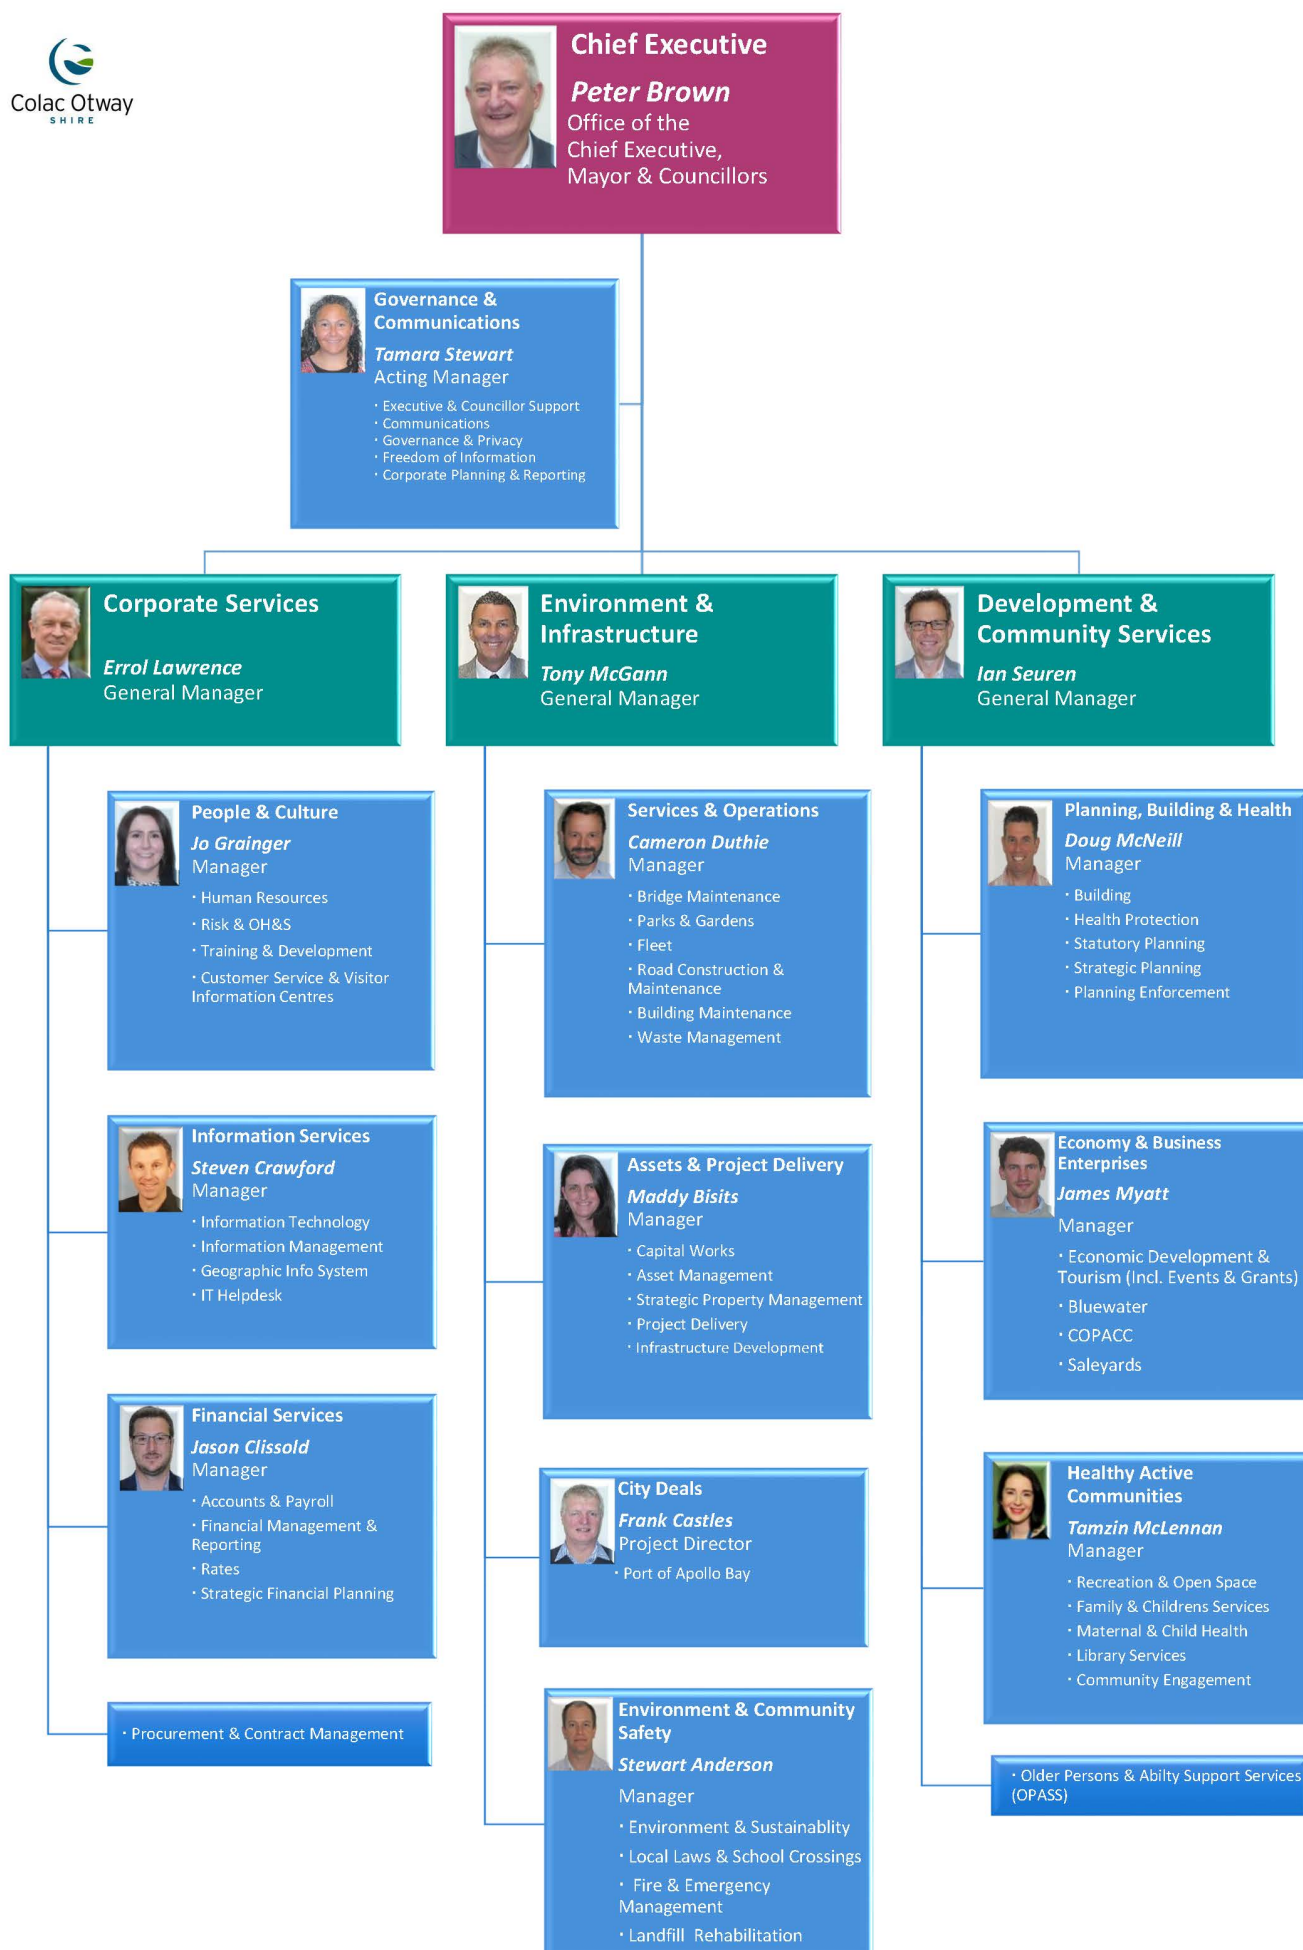 Colac Otway
SHIRE
Chief Executive
Peter Brown
Office of the
Chief Executive,
Mayor & Councillors
Governance &
Communications
Tamara Stewart
Acting Manager
· Executive & Councillor Support
· Communications
· Governance & Privacy
· Freedom of Information
· Corporate Planning & Reporting
Corporate Services
Errol Lawrence
General Manager
People & Culture
Jo Grainger
Manager
· Human Resources
· Risk & OH&S
· Training & Development
· Customer Service & Visitor
Information Centres
Information Services
Steven Crawford
Manager
· Information Technology
· Information Management
· Geographic Info System
· IT Helpdesk
Financial Services
Jason Clissold
Manager
· Accounts & Payroll
· Financial Management &
Reporting
· Rates
· Strategic Financial Planning
· Procurement & Contract Management
Environment &
Infrastructure
Tony McGann
General Manager
Services & Operations
Cameron Duthie
Manager
· Bridge Maintenance
· Parks & Gardens
· Fleet
· Road Construction &
Maintenance
· Building Maintenance
· Waste Management
Assets & Project Delivery
Maddy Bisits
Manager
· Capital Works
· Asset Management
· Strategic Property Management
· Project Delivery
· Infrastructure Development
City Deals
Frank Castles
Project Director
· Port of Apollo Bay
Environment & Community
Safety
Stewart Anderson
Manager
· Environment & Sustainablity
· Local Laws & School Crossings
· Fire & Emergency
Management
· Landfill Rehabilitation
Development &
Community Services
Ian Seuren
General Manager
Planning, Building & Health
Doug McNeill
Manager
· Building
· Health Protection
· Statutory Planning
· Strategic Planning
· Planning Enforcement
Economy & Business
Enterprises
James Myatt
Manager
· Economic Development &
Tourism (Incl. Events & Grants)
· Bluewater
· COPACC
· Saleyards
Healthy Active
Communities
Tamzin McLennan
Manager
· Recreation & Open Space
· Family & Childrens Services
· Maternal & Child Health
· Library Services
· Community Engagement
· Older Persons & Abilty Support Services
(OPASS)